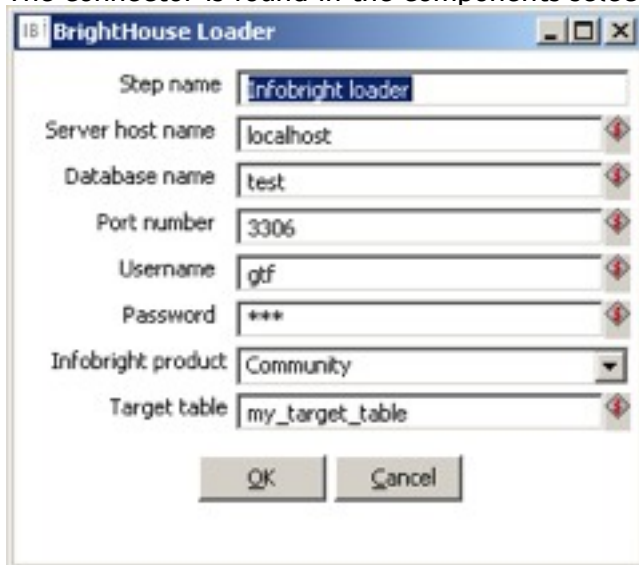 The Connector is found in the Components selec
IBi BrightHouse Loader
Step name Infobright loader
Server host name localhost
Database name test
Port number 3306
Username gtf
Password ***
Infobright product Community
Target table my_target_table
OK Cancel